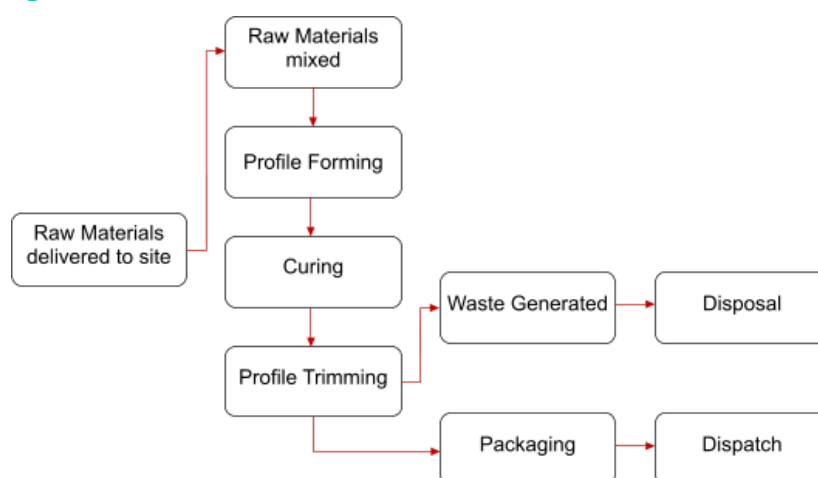 Raw Materials
mixed
Profile Forming
Raw Materials
delivered to site
Curing
Waste Generated
Disposal
Profile Trimming
Packaging
Dispatch